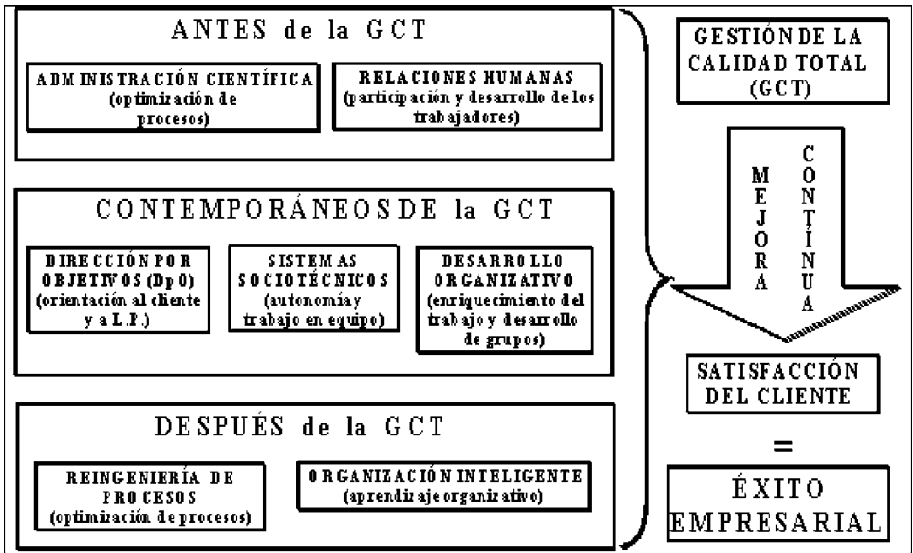 ANTES de la GCT
ADMINISTRACIÓN CIENTÍFICA
(optimización de
procesos)
RELACIONES HUMANAS
(participación y desarrollo de los
trabajadores)
CONTEMPORÁNEOS DE la GCT
DIRECCIÓN POR
OBJETIVOS (DpO)
(orientación al cliente
y a L.P.)
SISTEMAS
SOCIOTÉCNICOS
(autonomía y
trabajo en equipo)
DESARROLLO
ORGANIZATIVO
(enriquecimiento del
trabajo y desarrollo
de grupos)
DESPUÉS de la GCT
REINGENIERÍA DE
PROCESOS
(optimización de procesos)
ORGANIZACIÓN INTELIGENTE
(aprendizaje organizativo)
GESTIÓN DE LA
CALIDAD TOTAL
(GCT)
MEJORA
CONTÍNUA
SATISFACCIÓN
DEL CLIENTE
=
ÉXITO
EMPRESARIAL